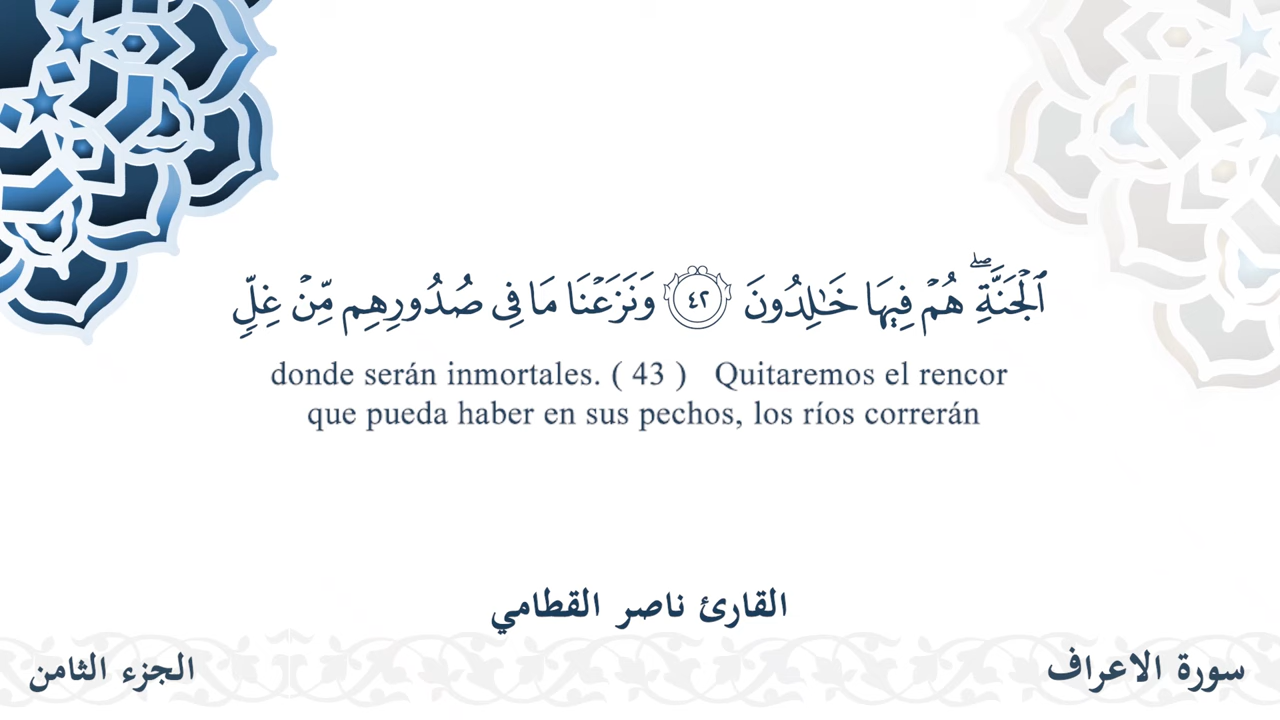 ٱلۡجَنَّةِۖ هُمۡ فِيهَا خَـٰلِدُونَ ٤٢ وَنَزَعۡنَا مَا فِى صُدُورِهِم مِّنۡ غِلٍّ
donde serán inmortales. ( 43 ) Quitaremos el rencor
que pueda haber en sus pechos, los ríos correrán
القارئ ناصر القطامي
سورة الاعراف
الجزء الثامن